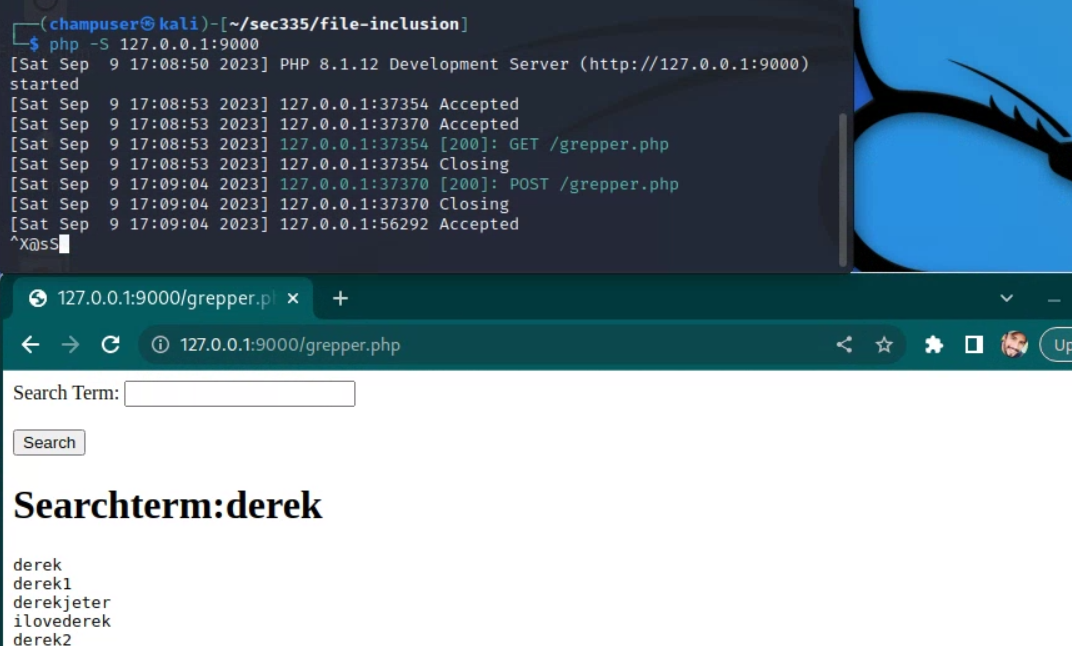 (champuser㉿kali)-[~/sec335/file-inclusion]
$ php -S 127.0.0.1:9000
[Sat Sep  9 17:08:50 2023] PHP 8.1.12 Development Server (http://127.0.0.1:9000)
started
[Sat Sep  9 17:08:53 2023] 127.0.0.1:37354 Accepted
[Sat Sep  9 17:08:53 2023] 127.0.0.1:37370 Accepted
[Sat Sep  9 17:08:53 2023] 127.0.0.1:37354 [200]: GET /grepper.php
[Sat Sep  9 17:08:53 2023] 127.0.0.1:37354 Closing
[Sat Sep  9 17:09:04 2023] 127.0.0.1:37370 [200]: POST /grepper.php
[Sat Sep  9 17:09:04 2023] 127.0.0.1:37370 Closing
[Sat Sep  9 17:09:04 2023] 127.0.0.1:56292 Accepted
^X@sS
127.0.0.1:9000/grepper.p
127.0.0.1:9000/grepper.php
Up
Search Term:
Search
Searchterm:derek
derek
derek1
derekjeter
ilovederek
derek2